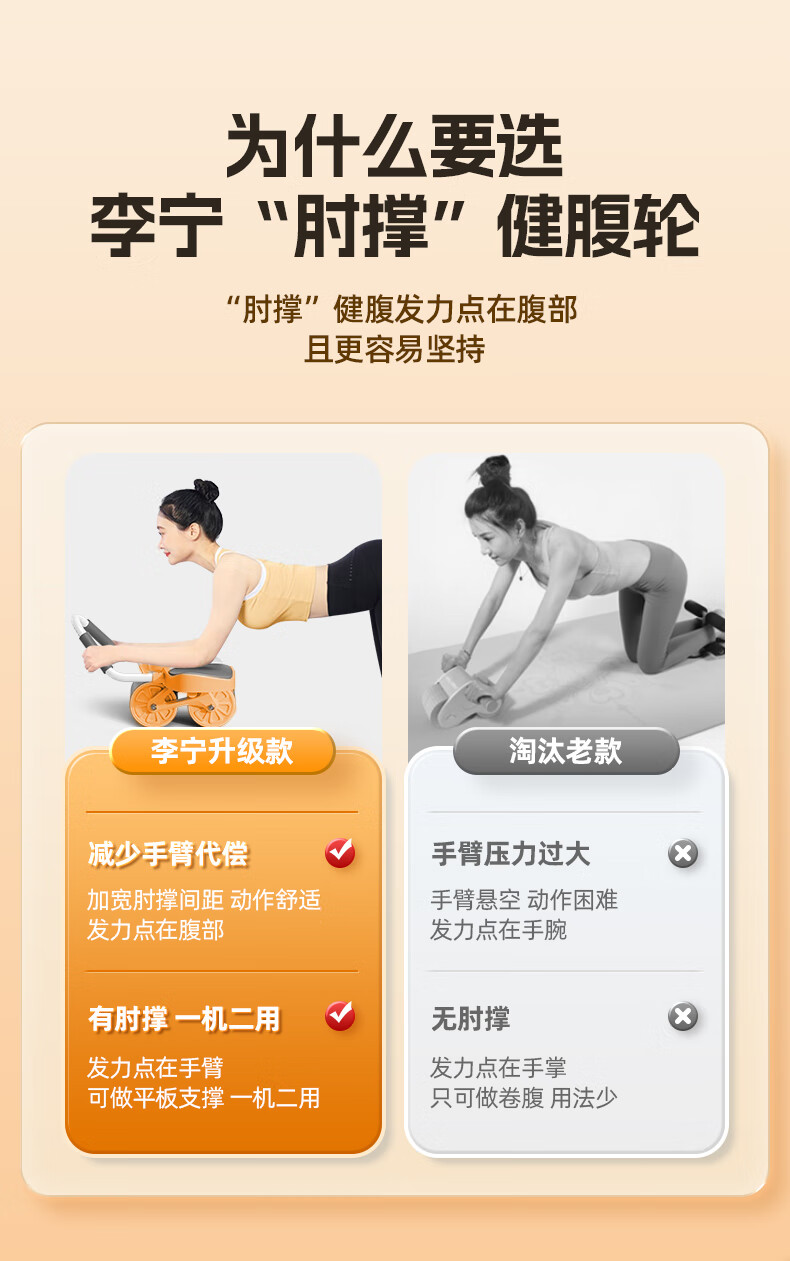 为什么要选
李宁“肘撑”健腹轮
“肘撑”健腹发力点在腹部
且更容易坚持
李宁升级款
减少手臂代偿
加宽肘撑间距 动作舒适
发力点在腹部
有肘撑 一机二用
发力点在手臂
可做平板支撑 一机二用
淘汰老款
手臂压力过大
手臂悬空 动作困难
发力点在手腕
无肘撑
发力点在手掌
只可做卷腹 用法少